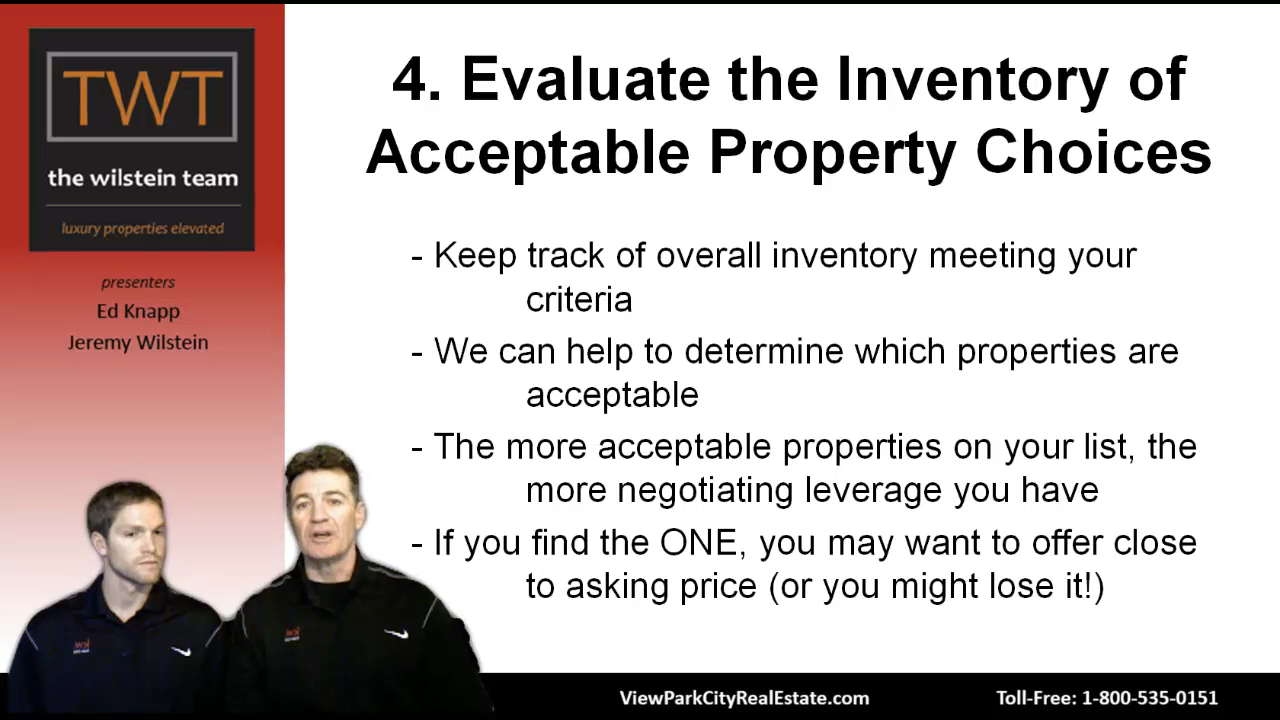 TWT
the wilstein team
luxury properties elevated
presenters
Ed Knapp
Jeremy Wilstein
4. Evaluate the Inventory of
Acceptable Property Choices
- Keep track of overall inventory meeting your
criteria
- We can help to determine which properties are
acceptable
- The more acceptable properties on your list, the
more negotiating leverage you have
- If you find the ONE, you may want to offer close
to asking price (or you might lose it!)
ViewParkCityRealEstate.com
Toll-Free: 1-800-535-0151